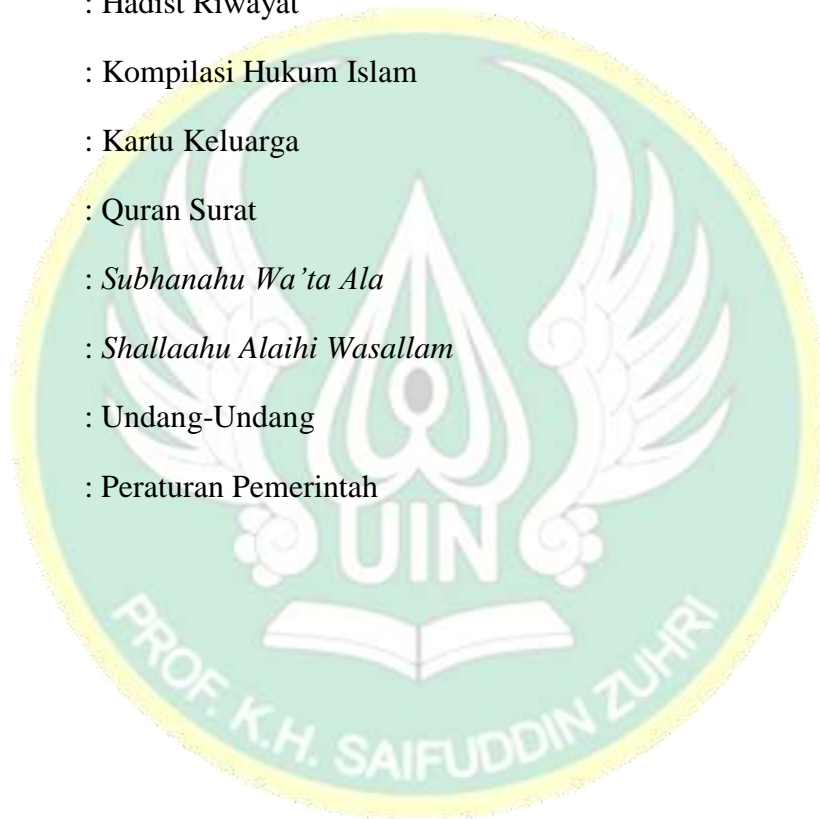 : Hadist Riwayat
: Kompilasi Hukum Islam
: Kartu Keluarga
: Quran Surat
: Subhanahu Wa’ta Ala
: Shallaahu Alaihi Wasallam
: Undang-Undang
: Peraturan Pemerintah
UIN
PROF. K.H. SAIFUDDIN ZUHRI